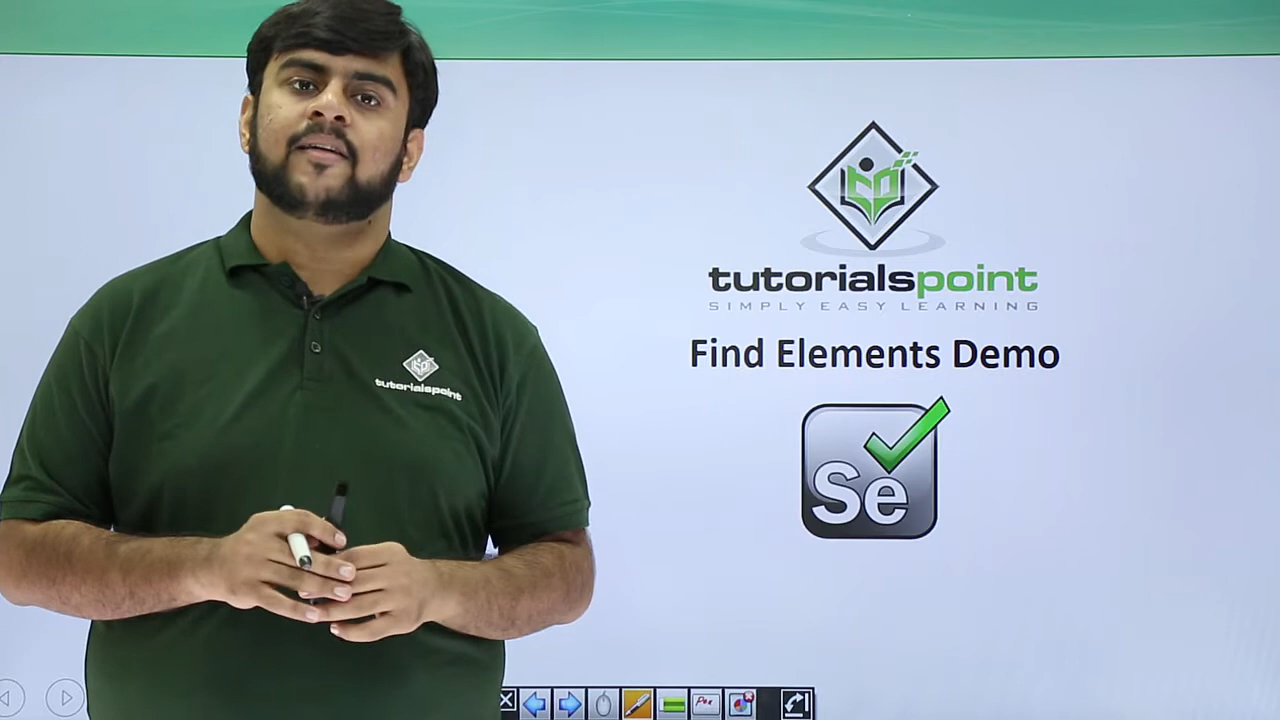 tutorialspoint
SIMPLY EASY LEARNING
Find Elements Demo
Se
tutorialspoint